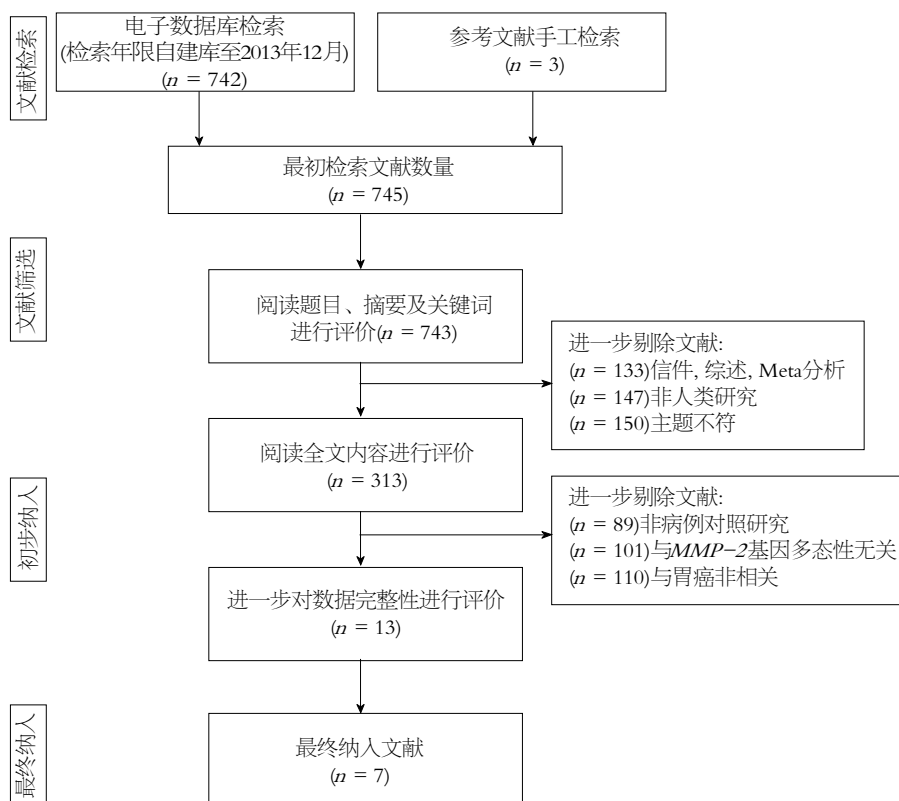 文献检索
电子数据库检索
(检索年限自建库至2013年12月)
(n = 742)
参考文献手工检索
(n = 3)
最初检索文献数量
(n = 745)
文献筛选
阅读题目、摘要及关键词
进行评价(n = 743)
进一步剔除文献:
(n = 133)信件, 综述, Meta分析
(n = 147)非人类研究
(n = 150)主题不符
阅读全文内容进行评价
(n = 313)
初步纳入
进一步剔除文献:
(n = 89)非病例对照研究
(n = 101)与MMP-2基因多态性无关
(n = 110)与胃癌非相关
进一步对数据完整性进行评价
(n = 13)
最终纳入
最终纳入文献
(n = 7)